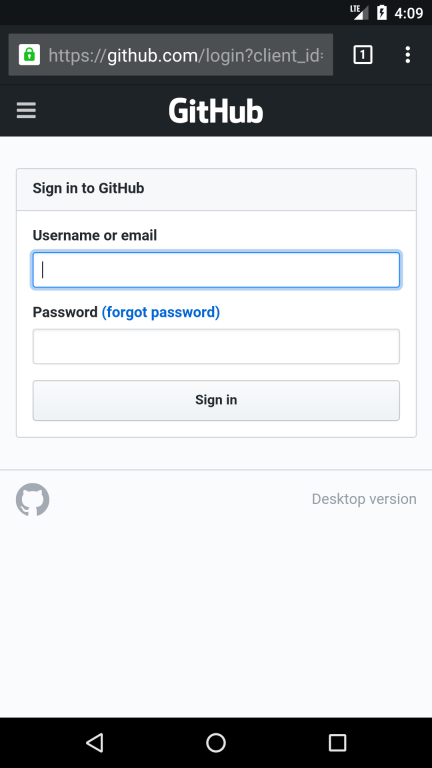 LTE 4:09
https://github.com/login?client_id=
1
GitHub
Sign in to GitHub
Username or email
Password (forgot password)
Sign in
Desktop version